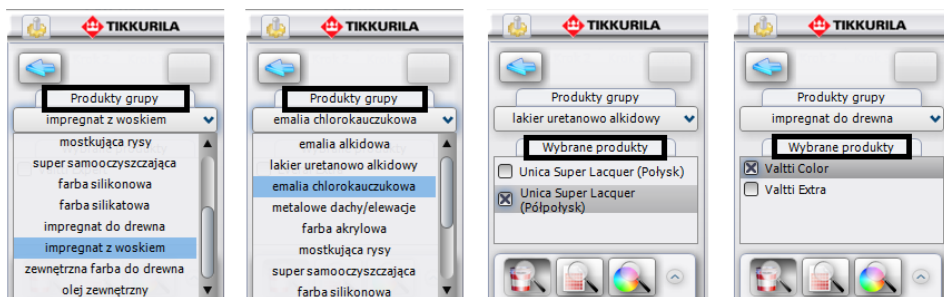 TIKKURILA
Produkty grupy
impregnat z woskiem
mostkująca rysy
super samooczyszczająca
farba silikonowa
farba silikatowa
impregnat do drewna
impregnat z woskiem
zewnętrzna farba do drewna
olej zewnętrzny
TIKKURILA
Produkty grupy
emalia chlorokauczukowa
emalia alkidowa
lakier uretanowo alkidowy
emalia chlorokauczukowa
metalowe dachy/elewacje
farba akrylowa
mostkująca rysy
super samooczyszczająca
farba silikonowa
TIKKURILA
Produkty grupy
lakier uretanowo alkidowy
Wybrane produkty
Unica Super Lacquer (Połysk)
Unica Super Lacquer
(Półpołysk)
TIKKURILA
Produkty grupy
impregnat do drewna
Wybrane produkty
Valtti Color
Valtti Extra